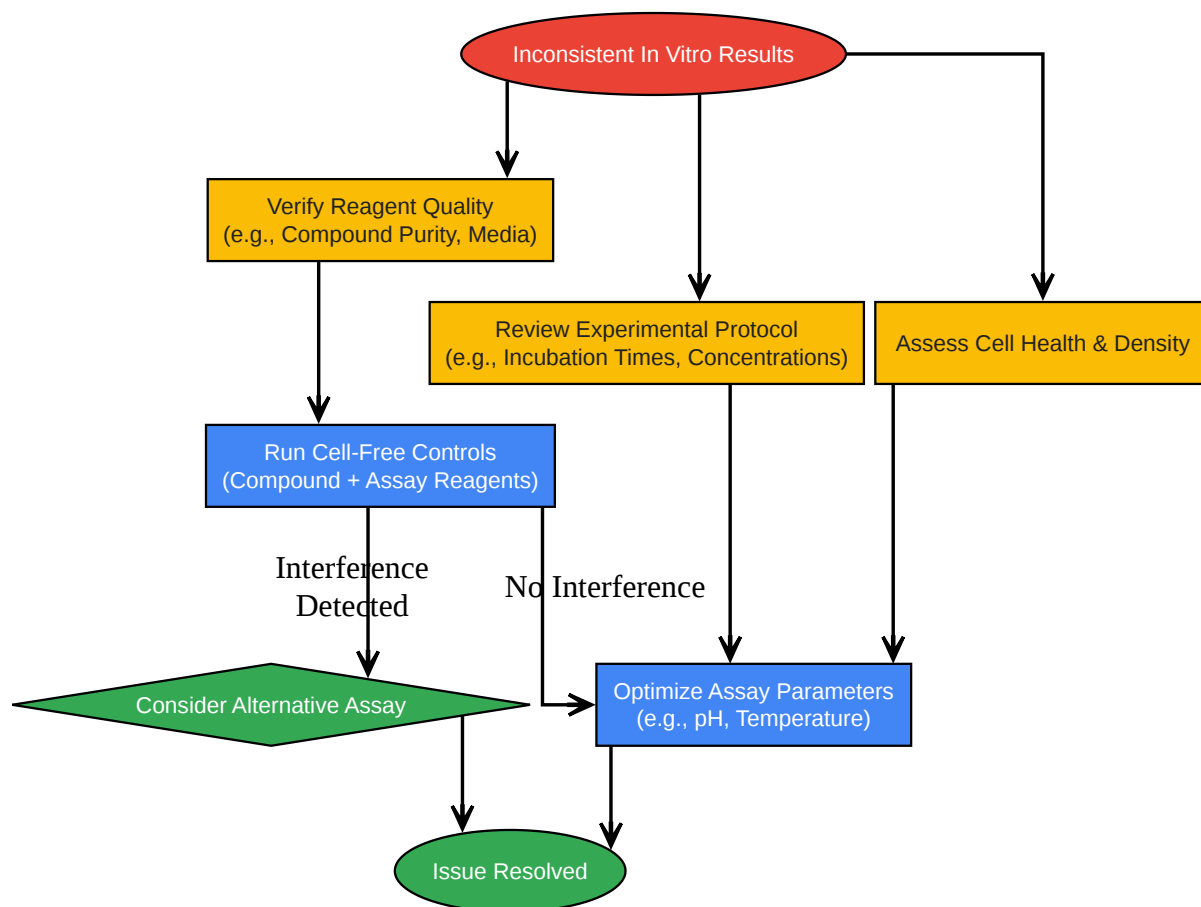 Inconsistent In Vitro Results
Verify Reagent Quality
(e.g., Compound Purity, Media)
Review Experimental Protocol
(e.g., Incubation Times, Concentrations)
Assess Cell Health & Density
Run Cell-Free Controls
(Compound + Assay Reagents)
Interference
Detected
No Interference
Consider Alternative Assay
Optimize Assay Parameters
(e.g., pH, Temperature)
Issue Resolved